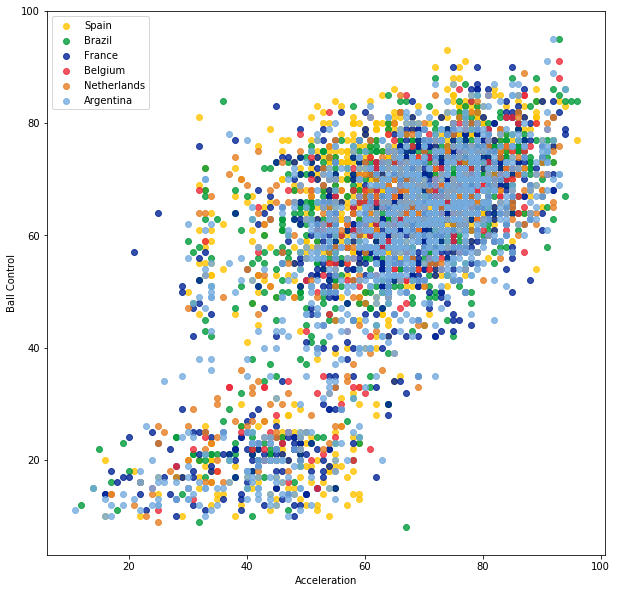 100
Spain
Brazil
France
Belgium
Netherlands
Argentina
80
60
Ball Control
40
20
20 40 60 80 100
Acceleration